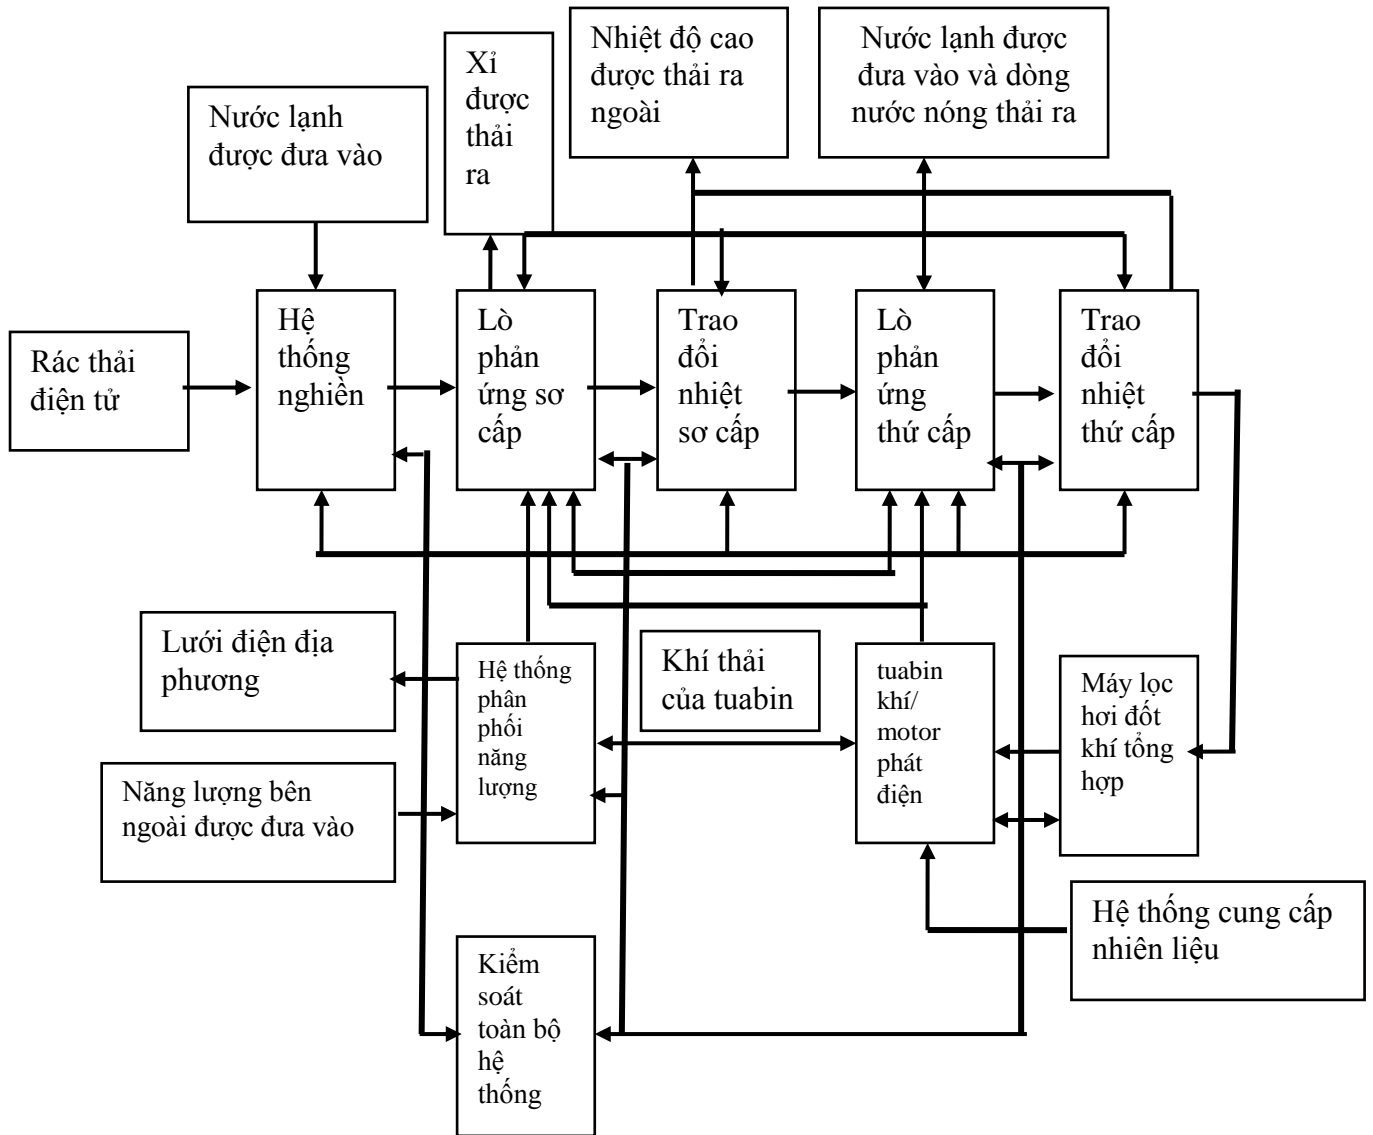 Xỉ
được
thải
ra
Nhiệt độ cao
được thải ra
ngoài
Nước lạnh được
đưa vào và dòng
nước nóng thải ra
Nước lạnh
được đưa vào
Rác thải
điện tử
Hệ
thống
nghiền
Lò
phản
ứng sơ
cấp
Trao
đổi
nhiệt
sơ cấp
Lò
phản
ứng
thứ cấp
Trao
đổi
nhiệt
thứ cấp
Lưới điện địa
phương
Hệ thống
phân
phối
năng
lượng
Khí thải
của tuabin
tuabin
khí/
motor
phát
điện
Máy lọc
hơi đốt
khí tổng
hợp
Năng lượng bên
ngoài được đưa vào
Hệ thống cung cấp
nhiên liệu
Kiểm
soát
toàn bộ
hệ
thống